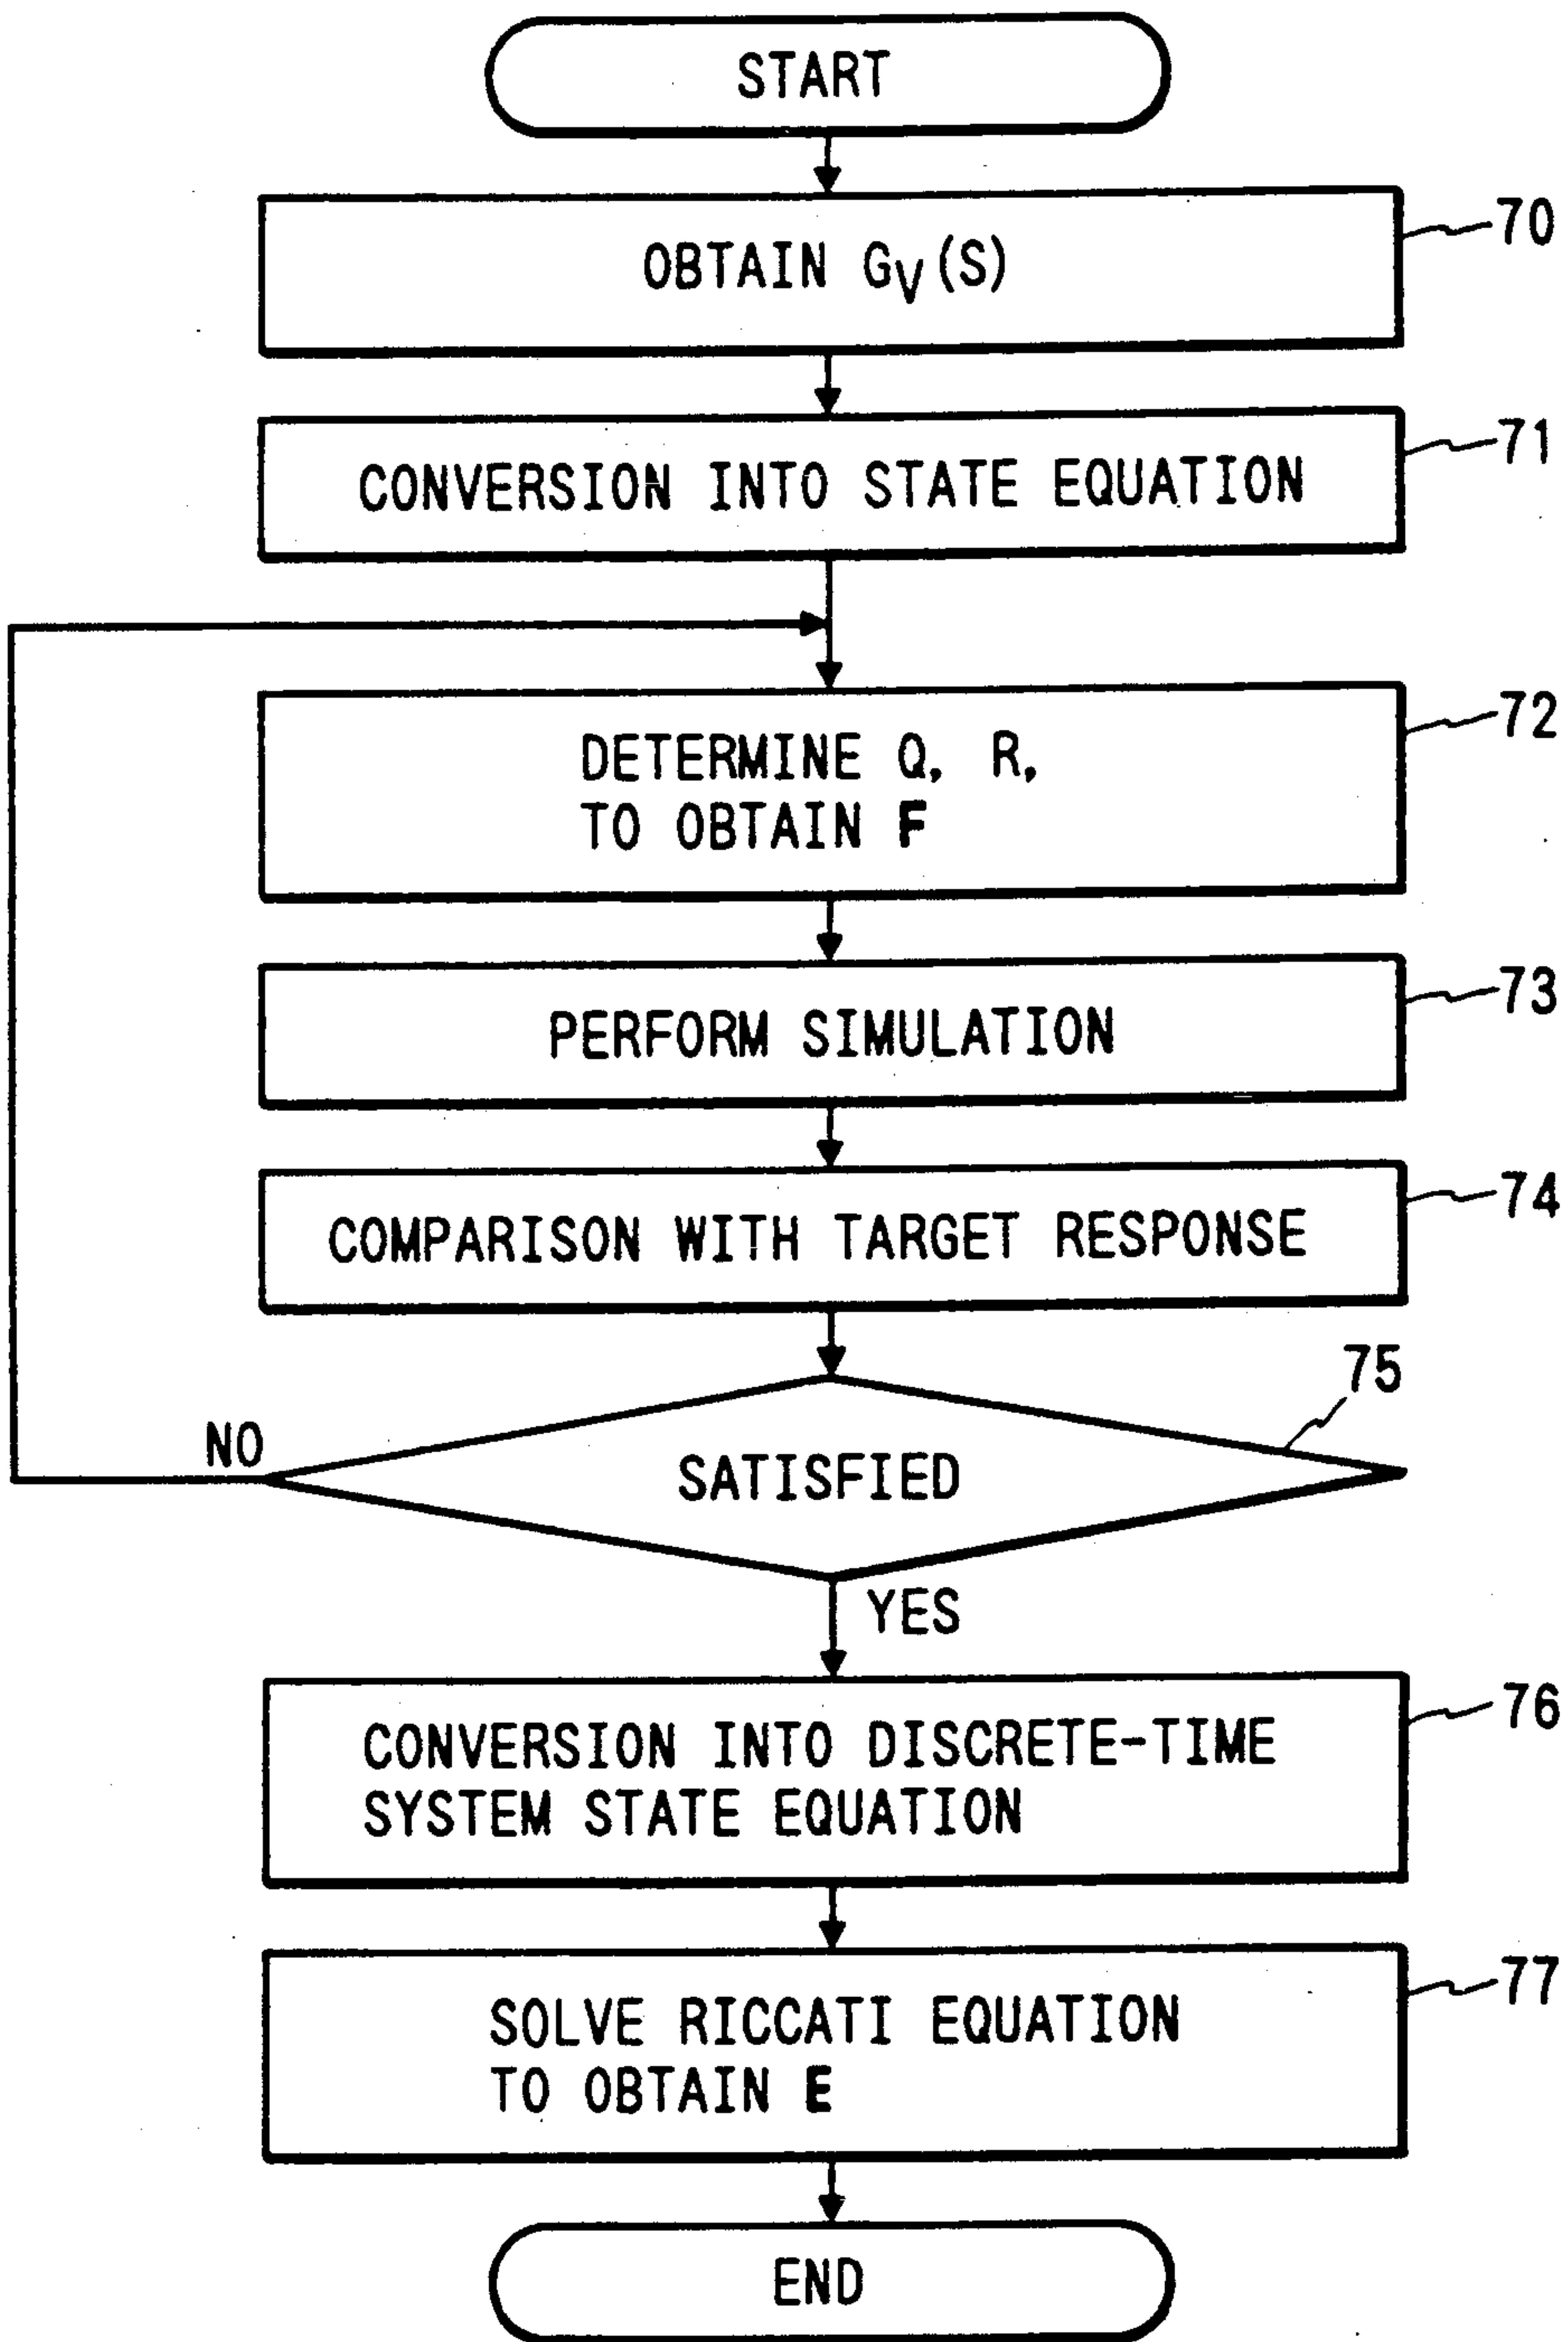 START
OBTAIN GV(S)
70
CONVERSION INTO STATE EQUATION
71
DETERMINE Q, R,
TO OBTAIN F
72
PERFORM SIMULATION
73
COMPARISON WITH TARGET RESPONSE
74
75
NO
SATISFIED
YES
CONVERSION INTO DISCRETE-TIME
SYSTEM STATE EQUATION
76
SOLVE RICCATI EQUATION
TO OBTAIN E
77
END